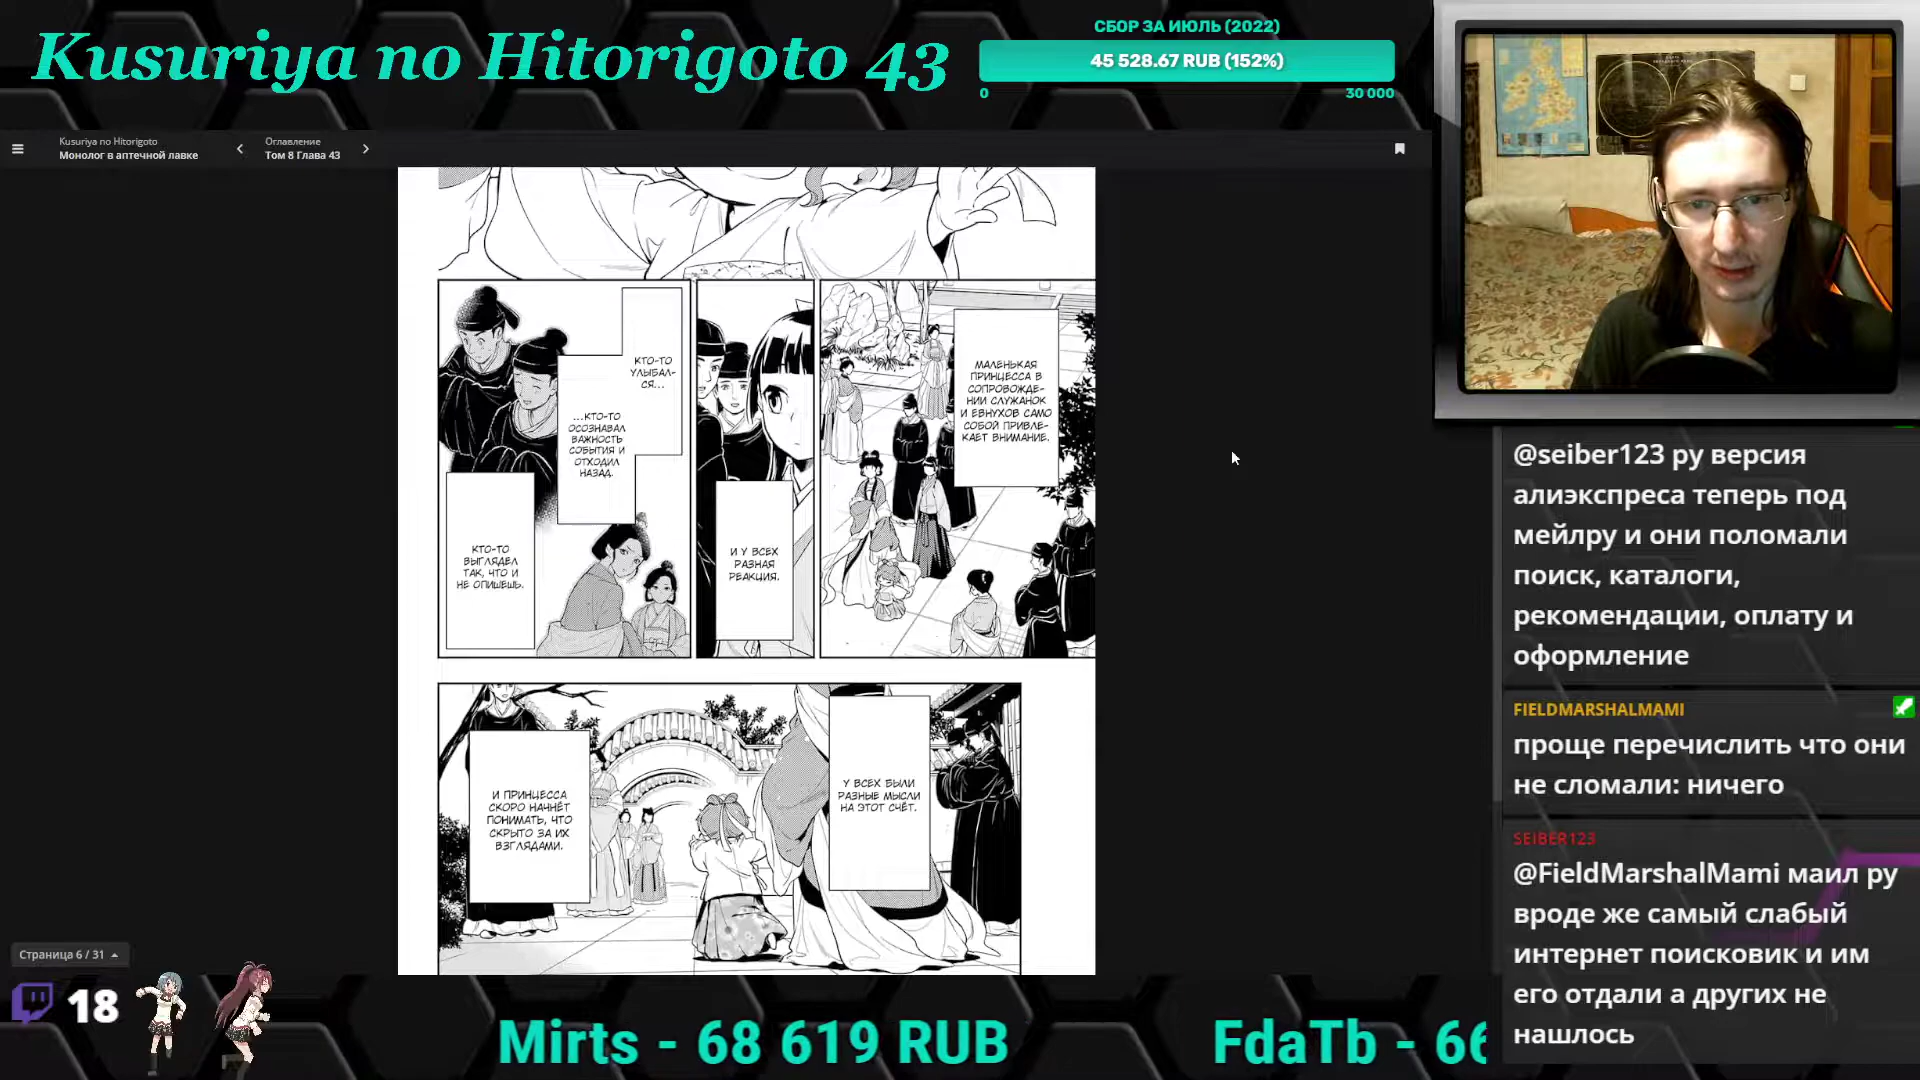 Kusuriya no Hitorigoto 43
СБОР ЗА ИЮЛЬ (2022)
45 528.67 RUB (152%)
0
30 000
Kusuriya no Hitorigoto
Монолог в аптечной лавке
Оглавление
Том 8 Глава 43
МАЛЕНЬКАЯ
ПРИНЦЕССА В
СОПРОВОЖДЕ-
НИИ СЛУЖАНОК
И ЕВНУХОВ САМО
СОБОЙ ПРИВЛЕ-
КАЕТ ВНИМАНИЕ.
И У ВСЕХ
РАЗНАЯ
РЕАКЦИЯ.
КТО-ТО
УЛЫБАЛ-
СЯ...
...КТО-ТО
ОСОЗНАВАЛ
ВАЖНОСТЬ
СОБЫТИЯ И
ОТХОДИЛ
НАЗАД.
КТО-ТО
ВЫГЛЯДЕЛ
ТАК, ЧТО И
НЕ ОПИШЕШЬ.
У ВСЕХ БЫЛИ
РАЗНЫЕ МЫСЛИ
НА ЭТОТ СЧЁТ.
И ПРИНЦЕССА
СКОРО НАЧНЁТ
ПОНИМАТЬ, ЧТО
СКРЫТО ЗА ИХ
ВЗГЛЯДАМИ.
Страница 6 / 31
18
Mirts - 68 619 RUB
FdaTb - 66
@seiber123 ру версия
алиэкспреса теперь под
мейлру и они поломали
поиск, каталоги,
рекомендации, оплату и
оформление
FIELDMARSHALMAMI
проще перечислить что они
не сломали: ничего
SEIBER123
@FieldMarshalMami маил ру
вроде же самый слабый
интернет поисковик и им
его отдали а других не
нашлось